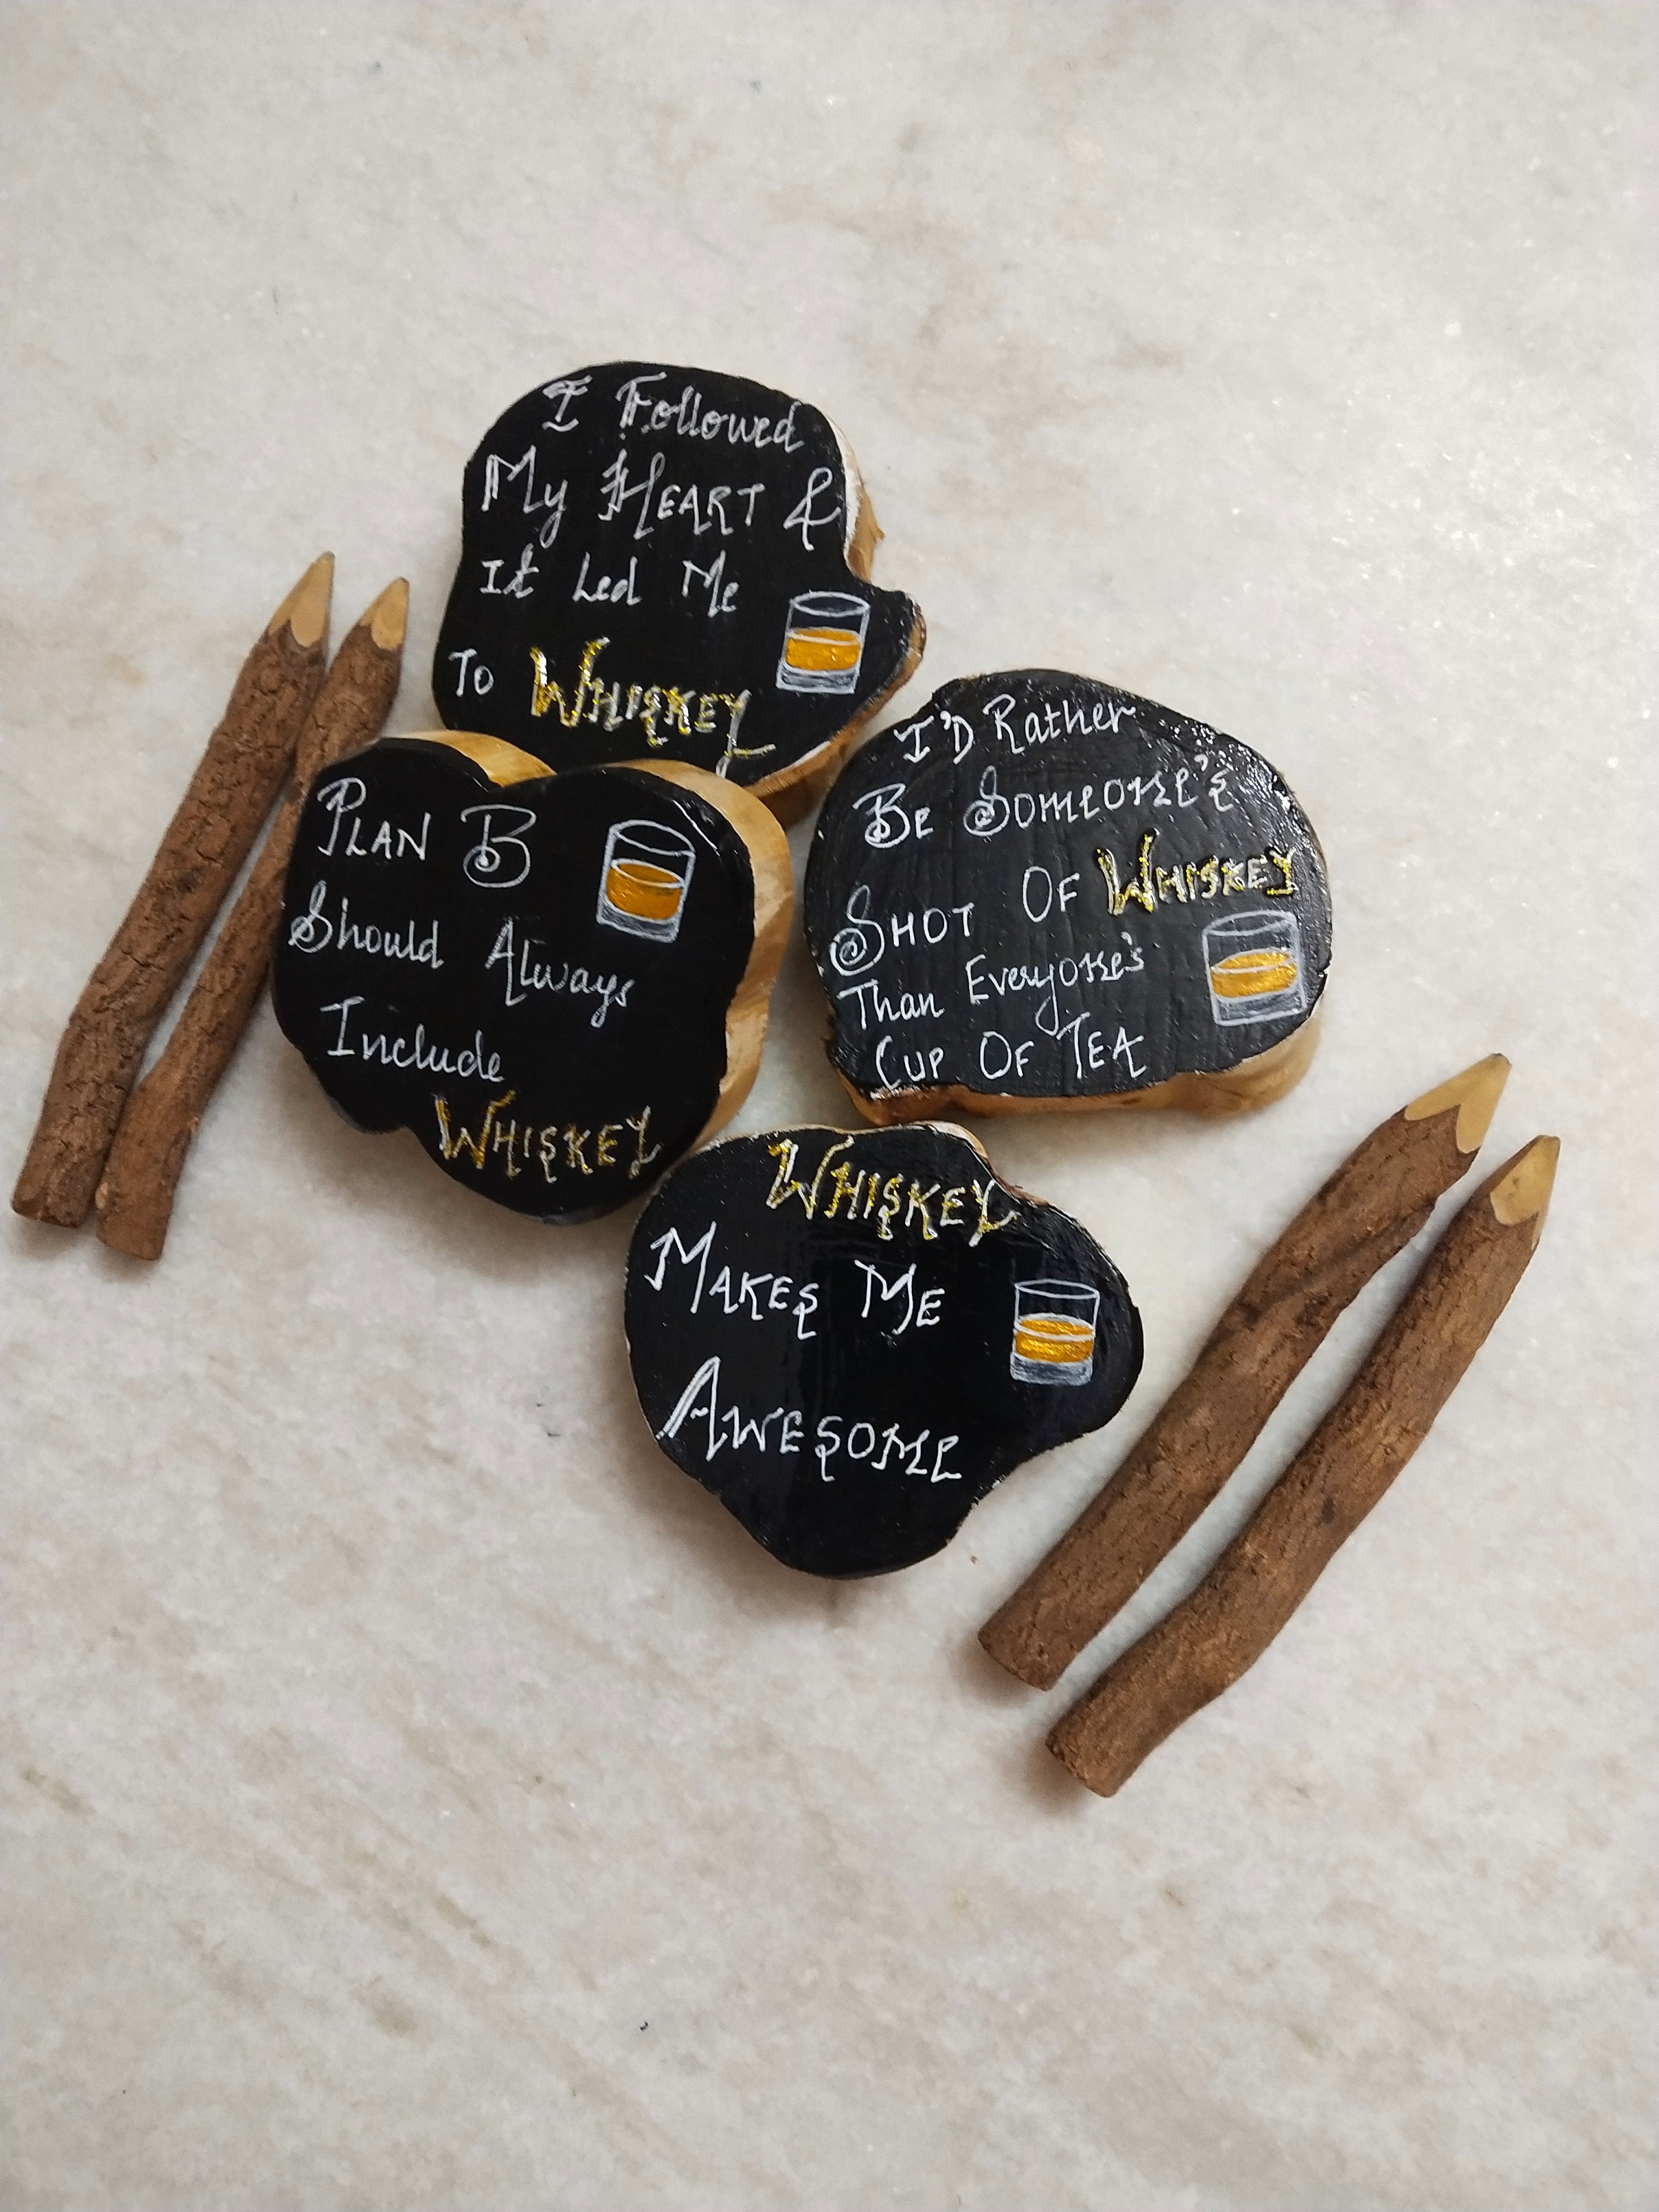 I Followed
My HEART &
It Led Me
To WHISKEY
PLAN B
Should Always
Include
WHISKEY
I'D Rather
BE SOMEONE'S
SHOT OF WHISKEY
Than Everyone's
CUP OF TEA
WHISKEY
MAKES ME
AWESOME